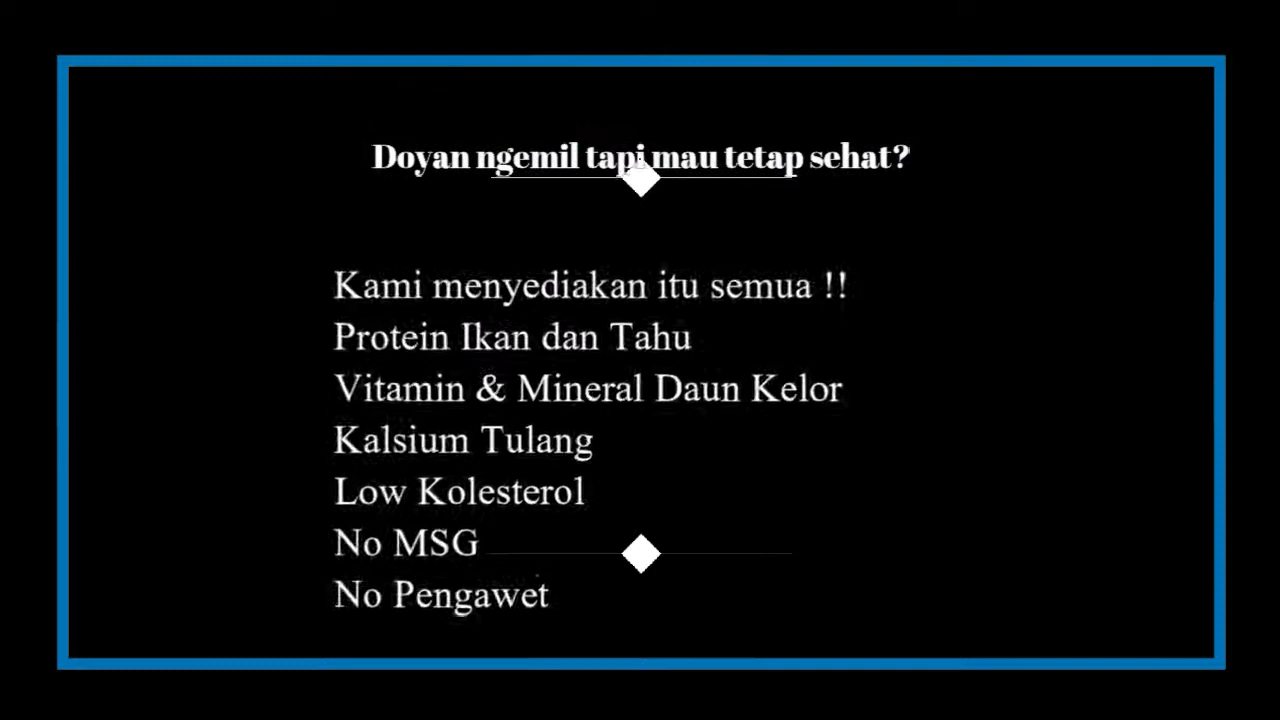 Doyan ngemil tapi mau tetap sehat?
Kami menyediakan itu semua !!
Protein Ikan dan Tahu
Vitamin & Mineral Daun Kelor
Kalsium Tulang
Low Kolesterol
No MSG
No Pengawet